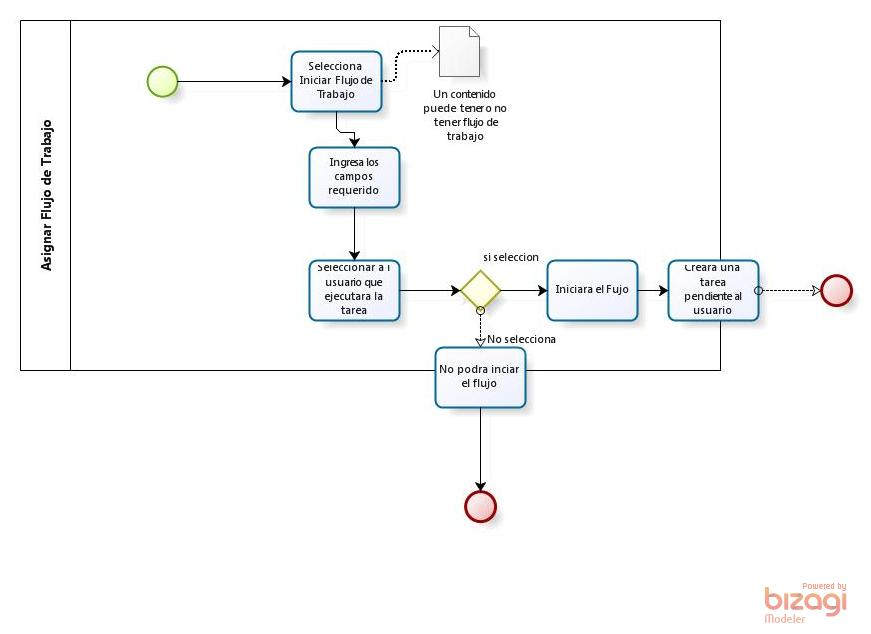 Asignar Flujo de Trabajo
Selecciona
Iniciar Flujo de
Trabajo
Un contenido
puede tener o no
tener flujo de
trabajo
Ingresa los
campos
requerido
Seleccionar a l
usuario que
ejecutara la
tarea
si seleccion
Iniciara el Fujo
Creara una
tarea
pendiente al
usuario
No selecciona
No podra inciar
el flujo
Powered by
bizagi
Modeler